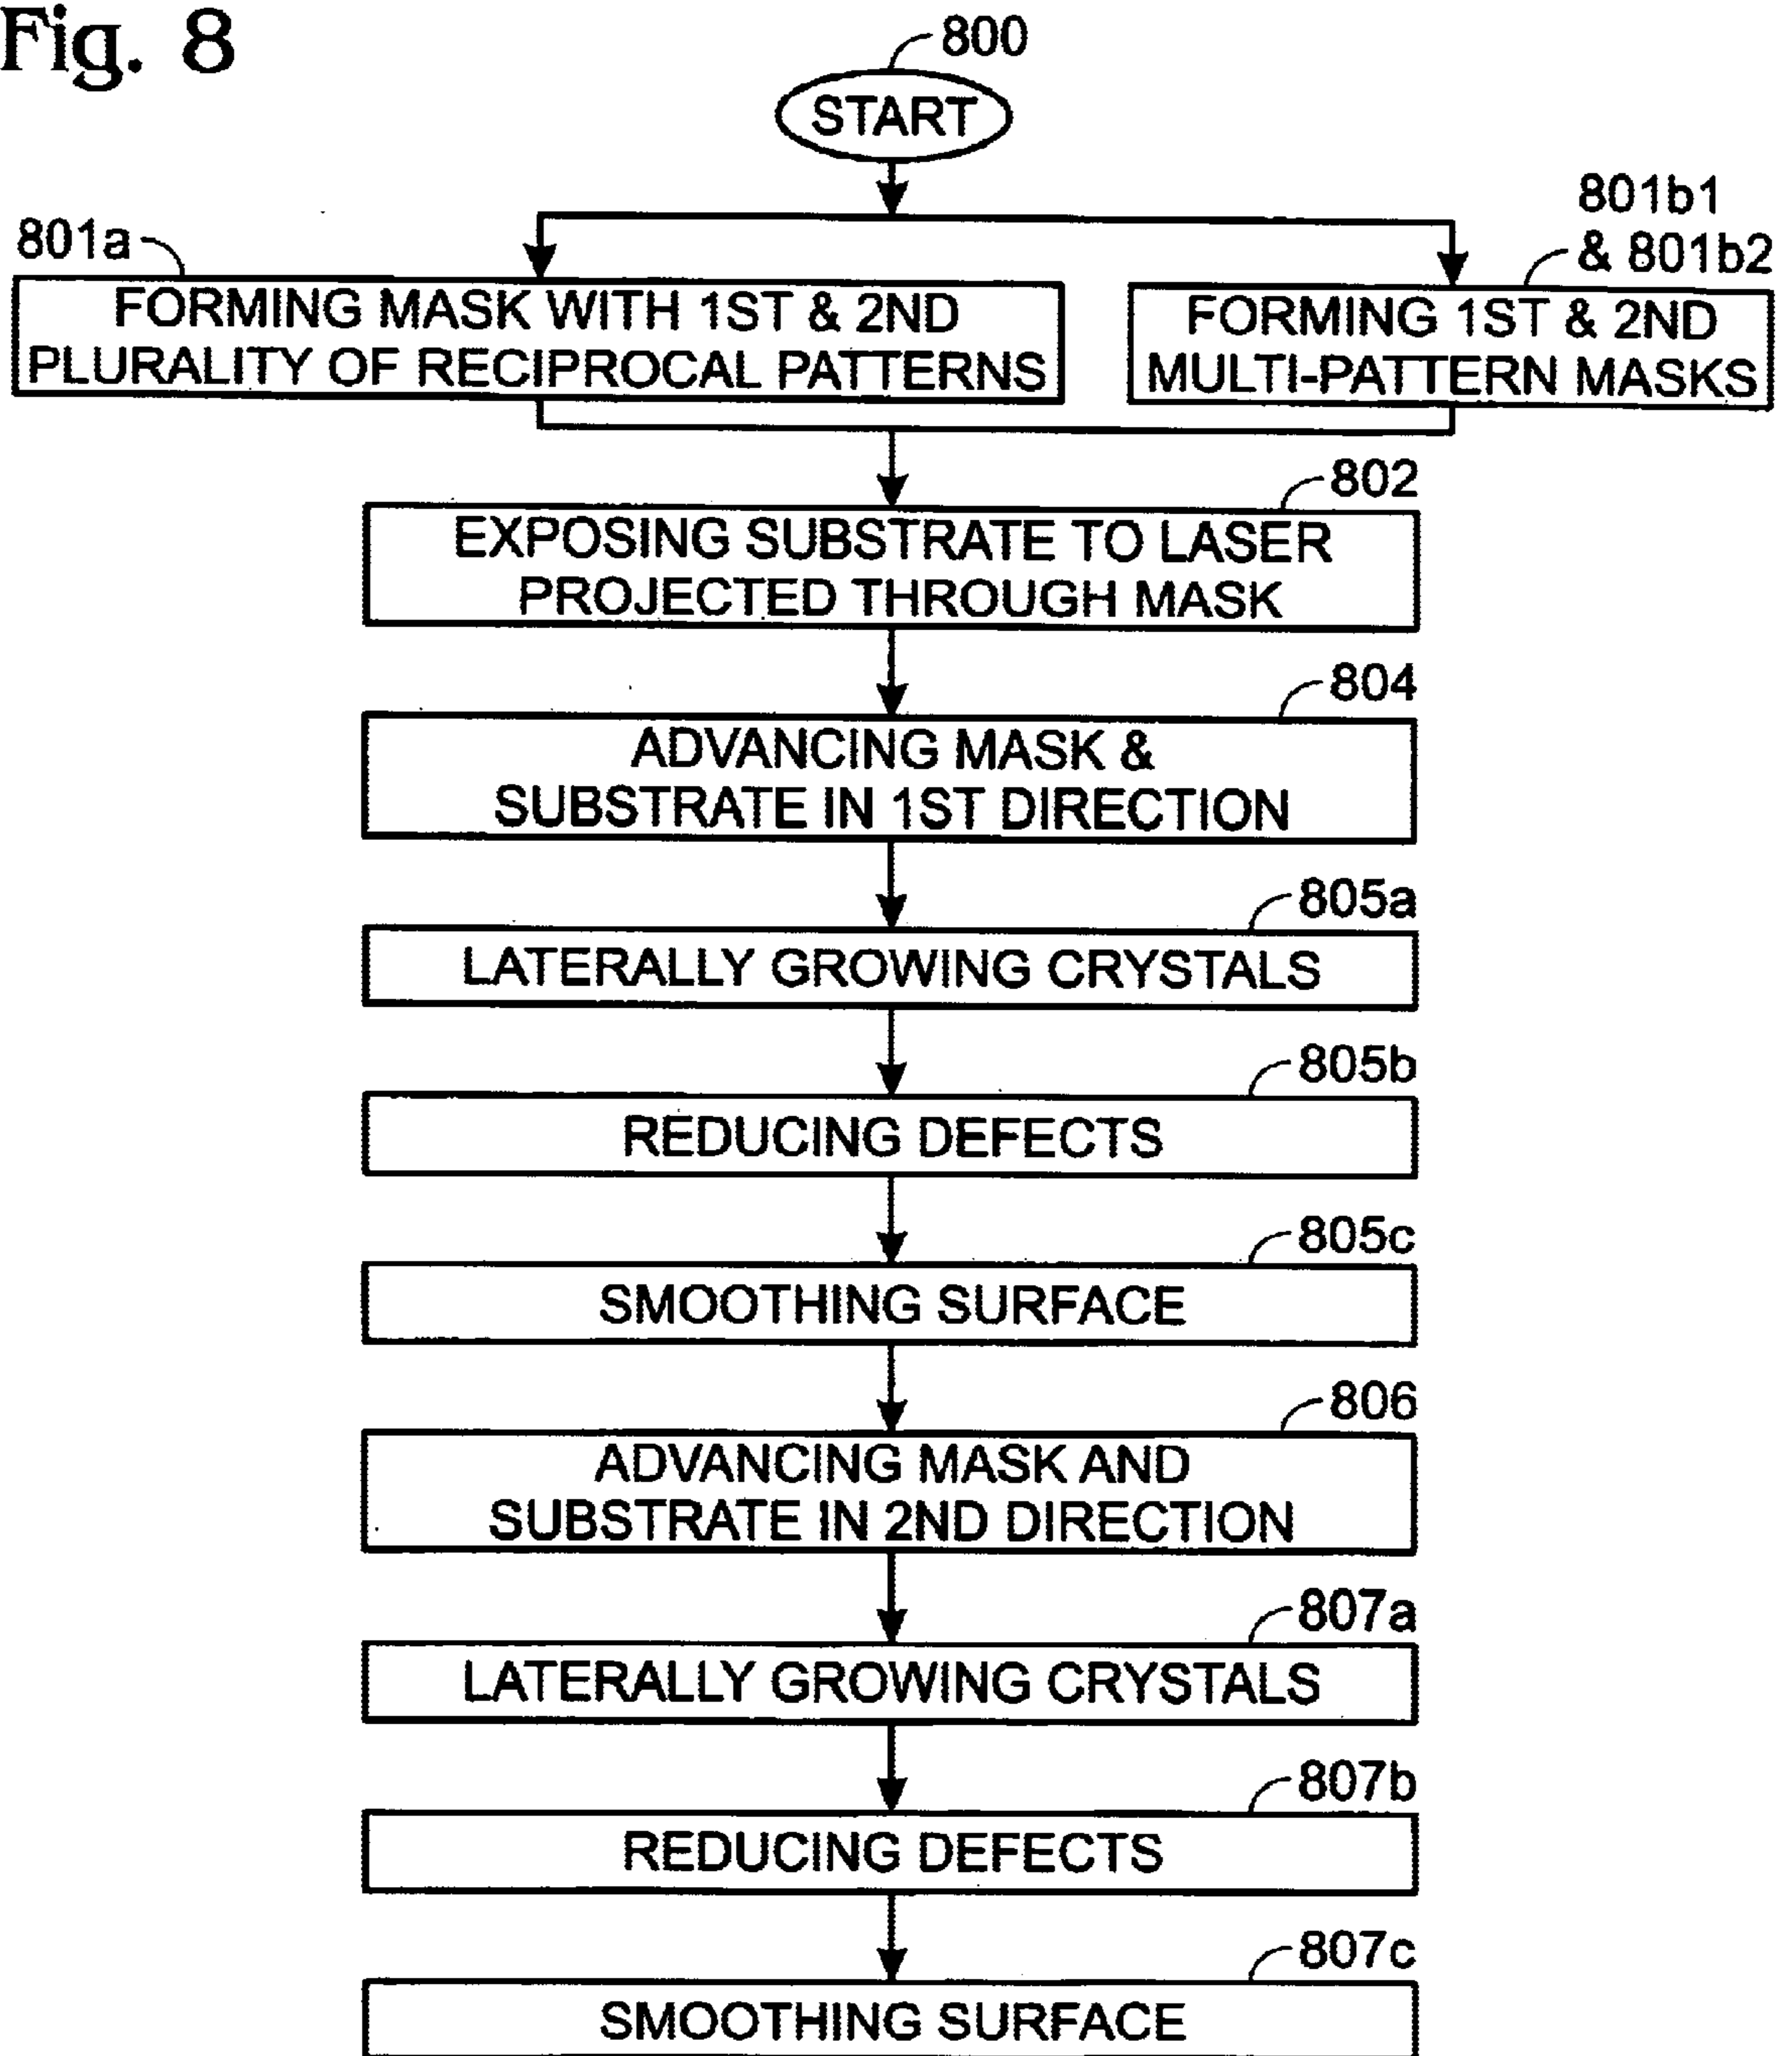 Fig. 8
800
START
801a
801b1
& 801b2
FORMING MASK WITH 1ST & 2ND
PLURALITY OF RECIPROCAL PATTERNS
FORMING 1ST & 2ND
MULTI-PATTERN MASKS
802
EXPOSING SUBSTRATE TO LASER
PROJECTED THROUGH MASK
804
ADVANCING MASK &
SUBSTRATE IN 1ST DIRECTION
805a
LATERALLY GROWING CRYSTALS
805b
REDUCING DEFECTS
805c
SMOOTHING SURFACE
806
ADVANCING MASK AND
SUBSTRATE IN 2ND DIRECTION
807a
LATERALLY GROWING CRYSTALS
807b
REDUCING DEFECTS
807c
SMOOTHING SURFACE